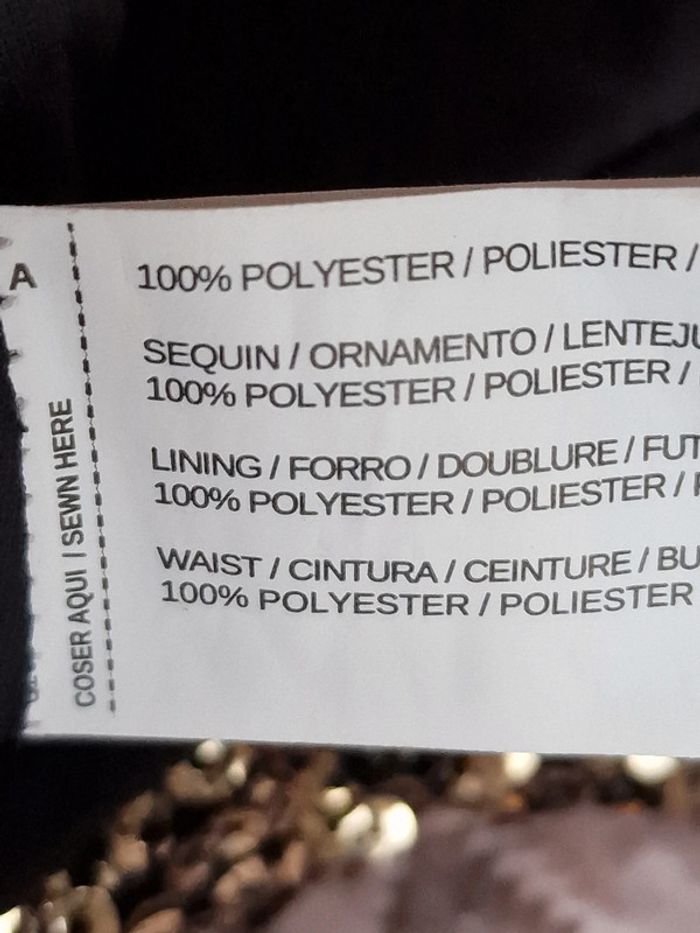 A
COSER AQUI | SEWN HERE
100% POLYESTER / POLIESTER /
SEQUIN / ORNAMENTO / LENTEJU
100% POLYESTER / POLIESTER /
LINING / FORRO / DOUBLURE / FUT
100% POLYESTER / POLIESTER /
WAIST / CINTURA / CEINTURE / BU
100% POLYESTER / POLIESTER